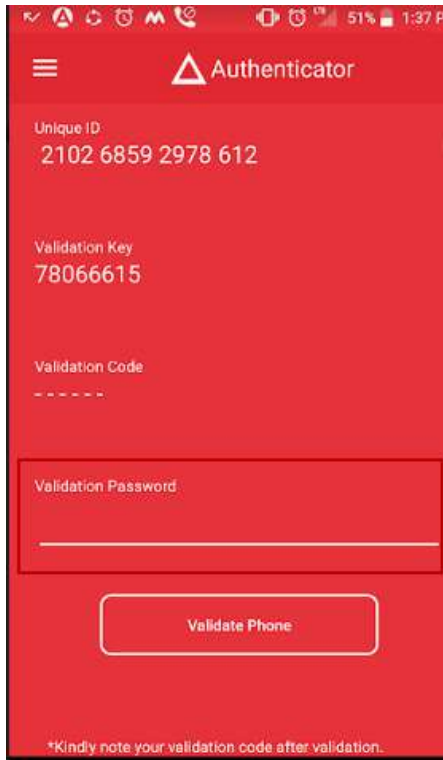 51% 1:37 P
Authenticator
Unique ID
2102 6859 2978 612
Validation Key
78066615
Validation Code
- - - - - -
Validation Password
Validate Phone
*Kindly note your validation code after validation.